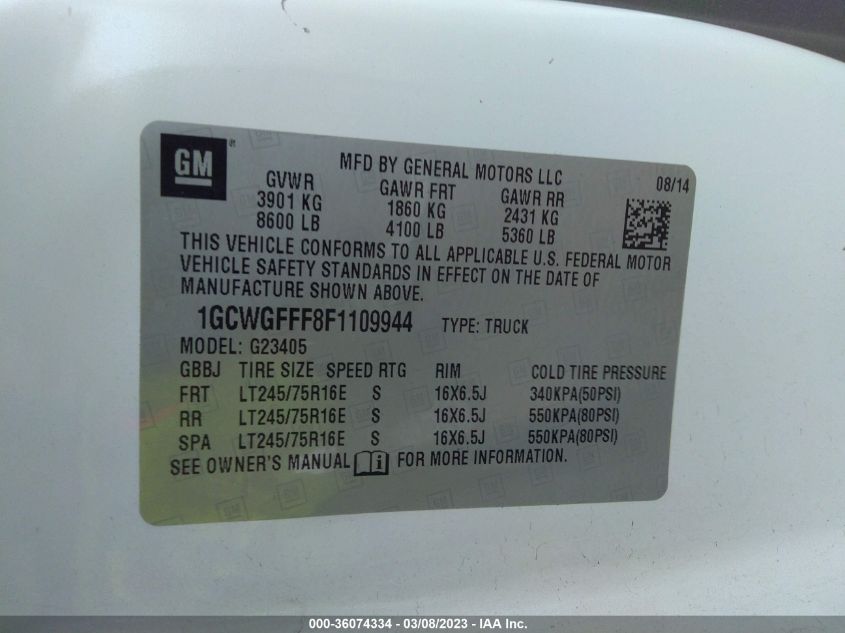 GM
MFD BY GENERAL MOTORS LLC
08/14
GVWR GAWR FRT GAWR RR
3901 KG 1860 KG 2431 KG
8600 LB 4100 LB 5360 LB
THIS VEHICLE CONFORMS TO ALL APPLICABLE U.S. FEDERAL MOTOR
VEHICLE SAFETY STANDARDS IN EFFECT ON THE DATE OF
MANUFACTURE SHOWN ABOVE.
1GCWGFFF8F1109944 TYPE: TRUCK
MODEL: G23405
GBBJ TIRE SIZE SPEED RTG RIM COLD TIRE PRESSURE
FRT LT245/75R16E S 16X6.5J 340KPA(50PSI)
RR LT245/75R16E S 16X6.5J 550KPA(80PSI)
SPA LT245/75R16E S 16X6.5J 550KPA(80PSI)
SEE OWNER'S MANUAL i FOR MORE INFORMATION.
000-36074334 - 03/08/2023 - IAA Inc.